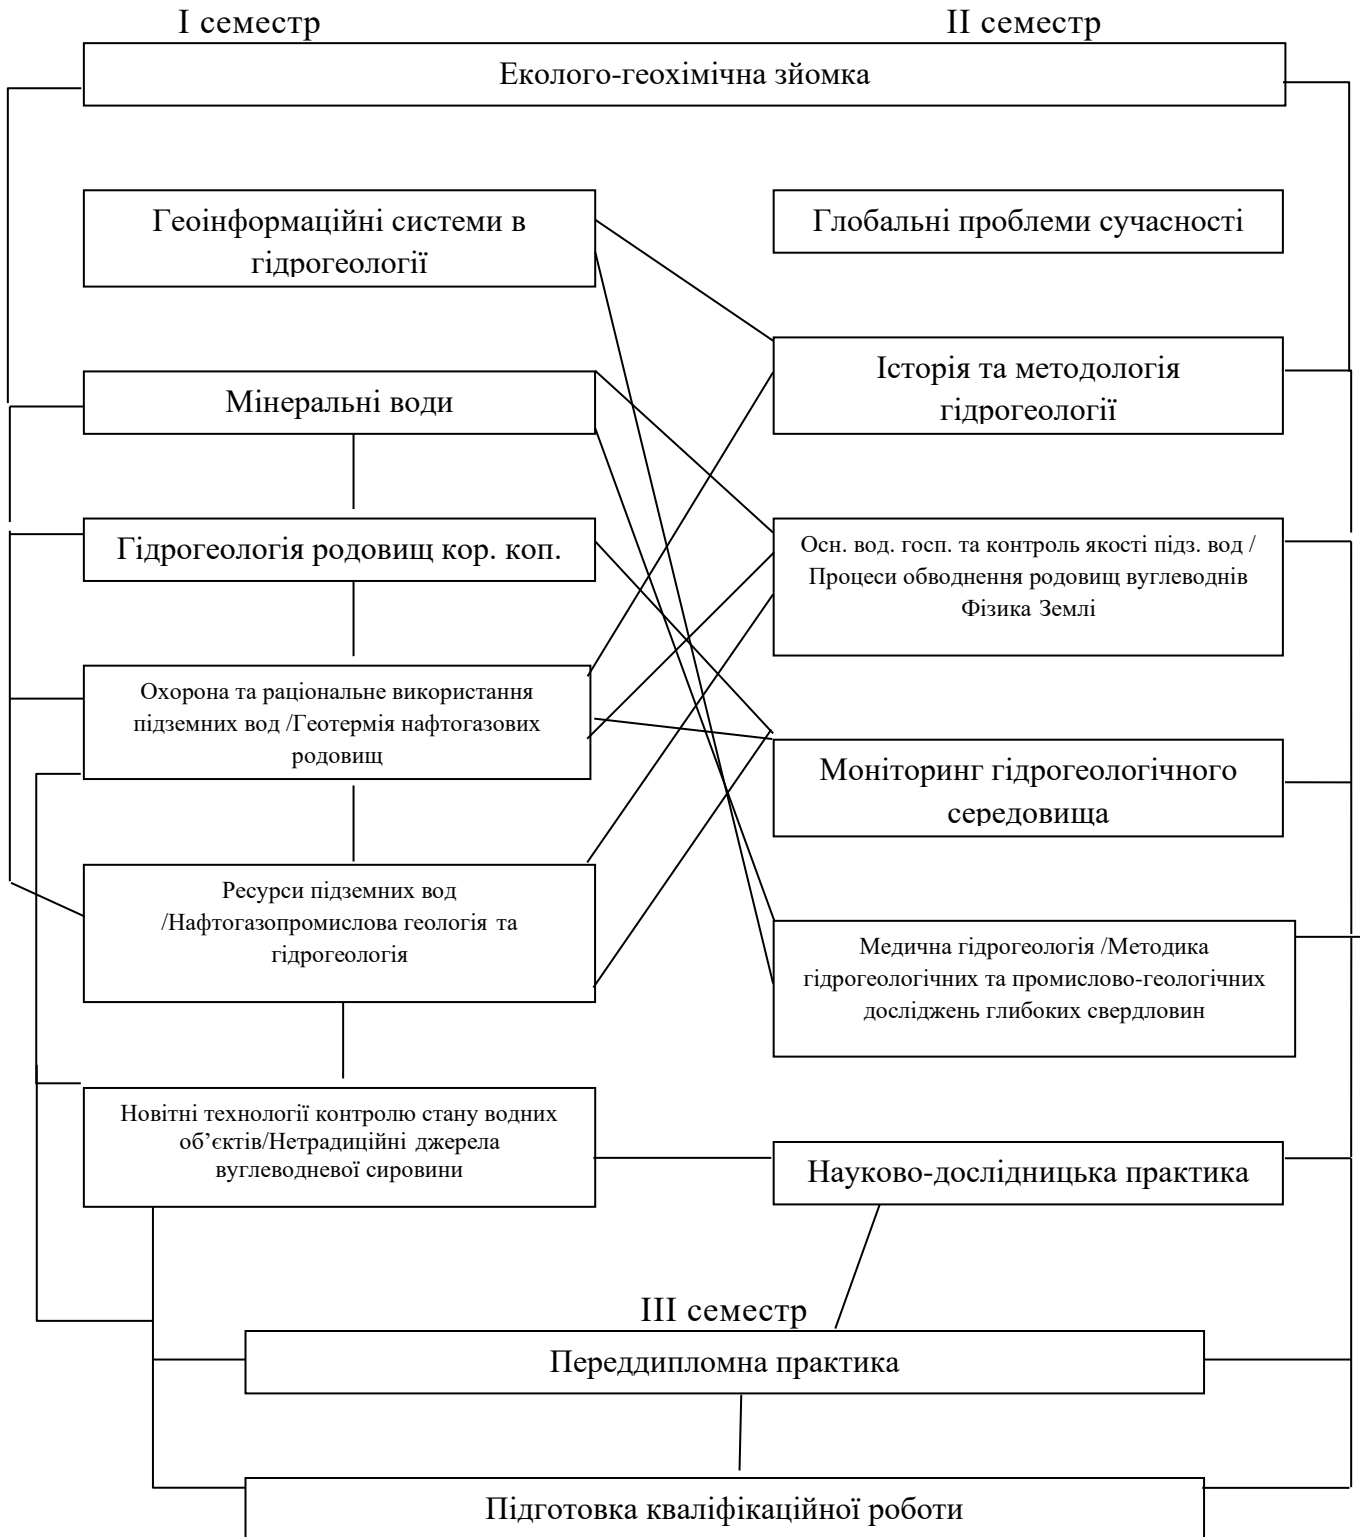 I семестр
II семестр
Еколого-геохімічна зйомка
Геоінформаційні системи в
гідрогеології
Глобальні проблеми сучасності
Історія та методологія
гідрогеології
Мінеральні води
Гідрогеологія родовищ кор. коп.
Осн. вод. госп. та контроль якості підз. вод /
Процеси обводнення родовищ вуглеводнів
Фізика Землі
Охорона та раціональне використання
підземних вод /Геотермія нафтогазових
родовищ
Моніторинг гідрогеологічного
середовища
Ресурси підземних вод
/Нафтогазопромислова геологія та
гідрогеологія
Медична гідрогеологія /Методика
гідрогеологічних та промислово-геологічних
досліджень глибоких свердловин
Новітні технології контролю стану водних
об’єктів/Нетрадиційні джерела
вуглеводневої сировини
Науково-дослідницька практика
III семестр
Переддипломна практика
Підготовка кваліфікаційної роботи